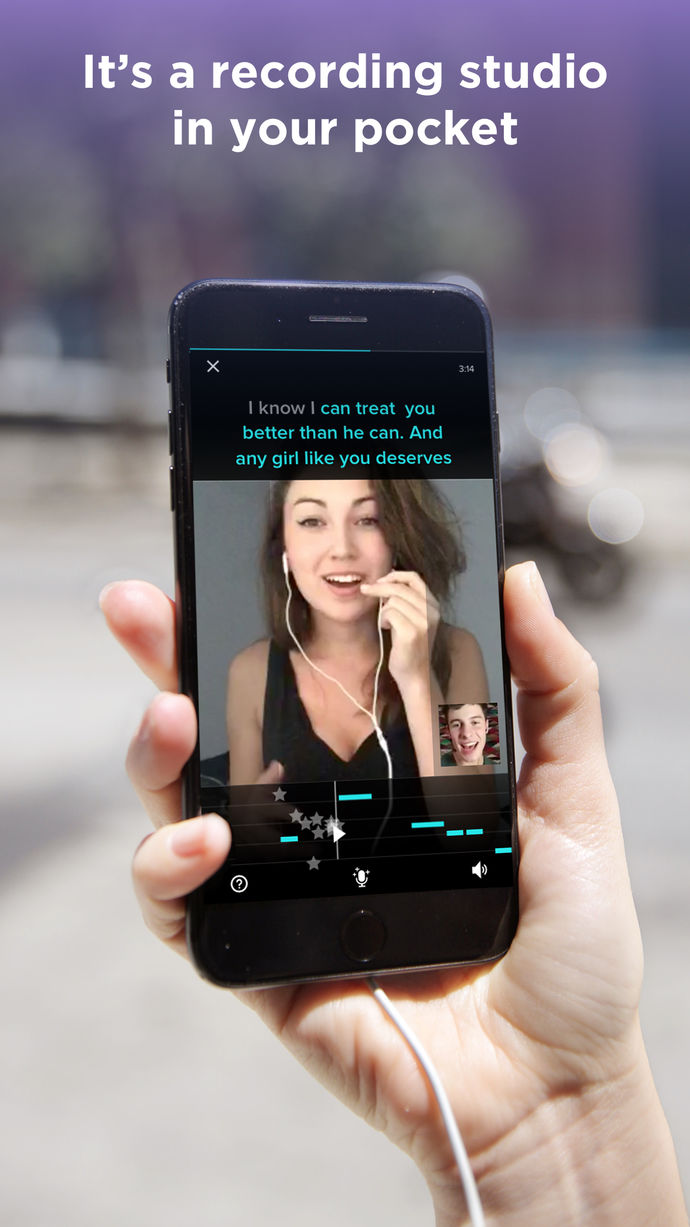 It’s a recording studio
in your pocket
3:14
I know I can treat  you
better than he can. And
any girl like you deserves
?